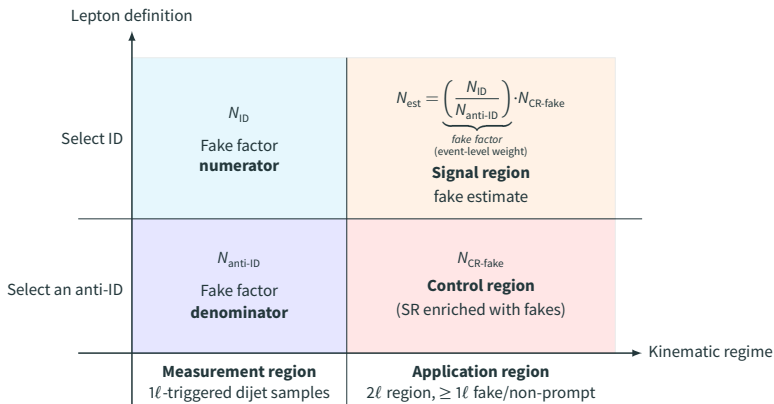 Lepton definition
Select ID
N_ID
Fake factor
numerator
N_est = (N_ID / N_anti-ID) · N_CR-fake
fake factor
(event-level weight)
Signal region
fake estimate
Select an anti-ID
N_anti-ID
Fake factor
denominator
N_CR-fake
Control region
(SR enriched with fakes)
Kinematic regime
Measurement region
1ℓ-triggered dijet samples
Application region
2ℓ region, ≥ 1ℓ fake/non-prompt